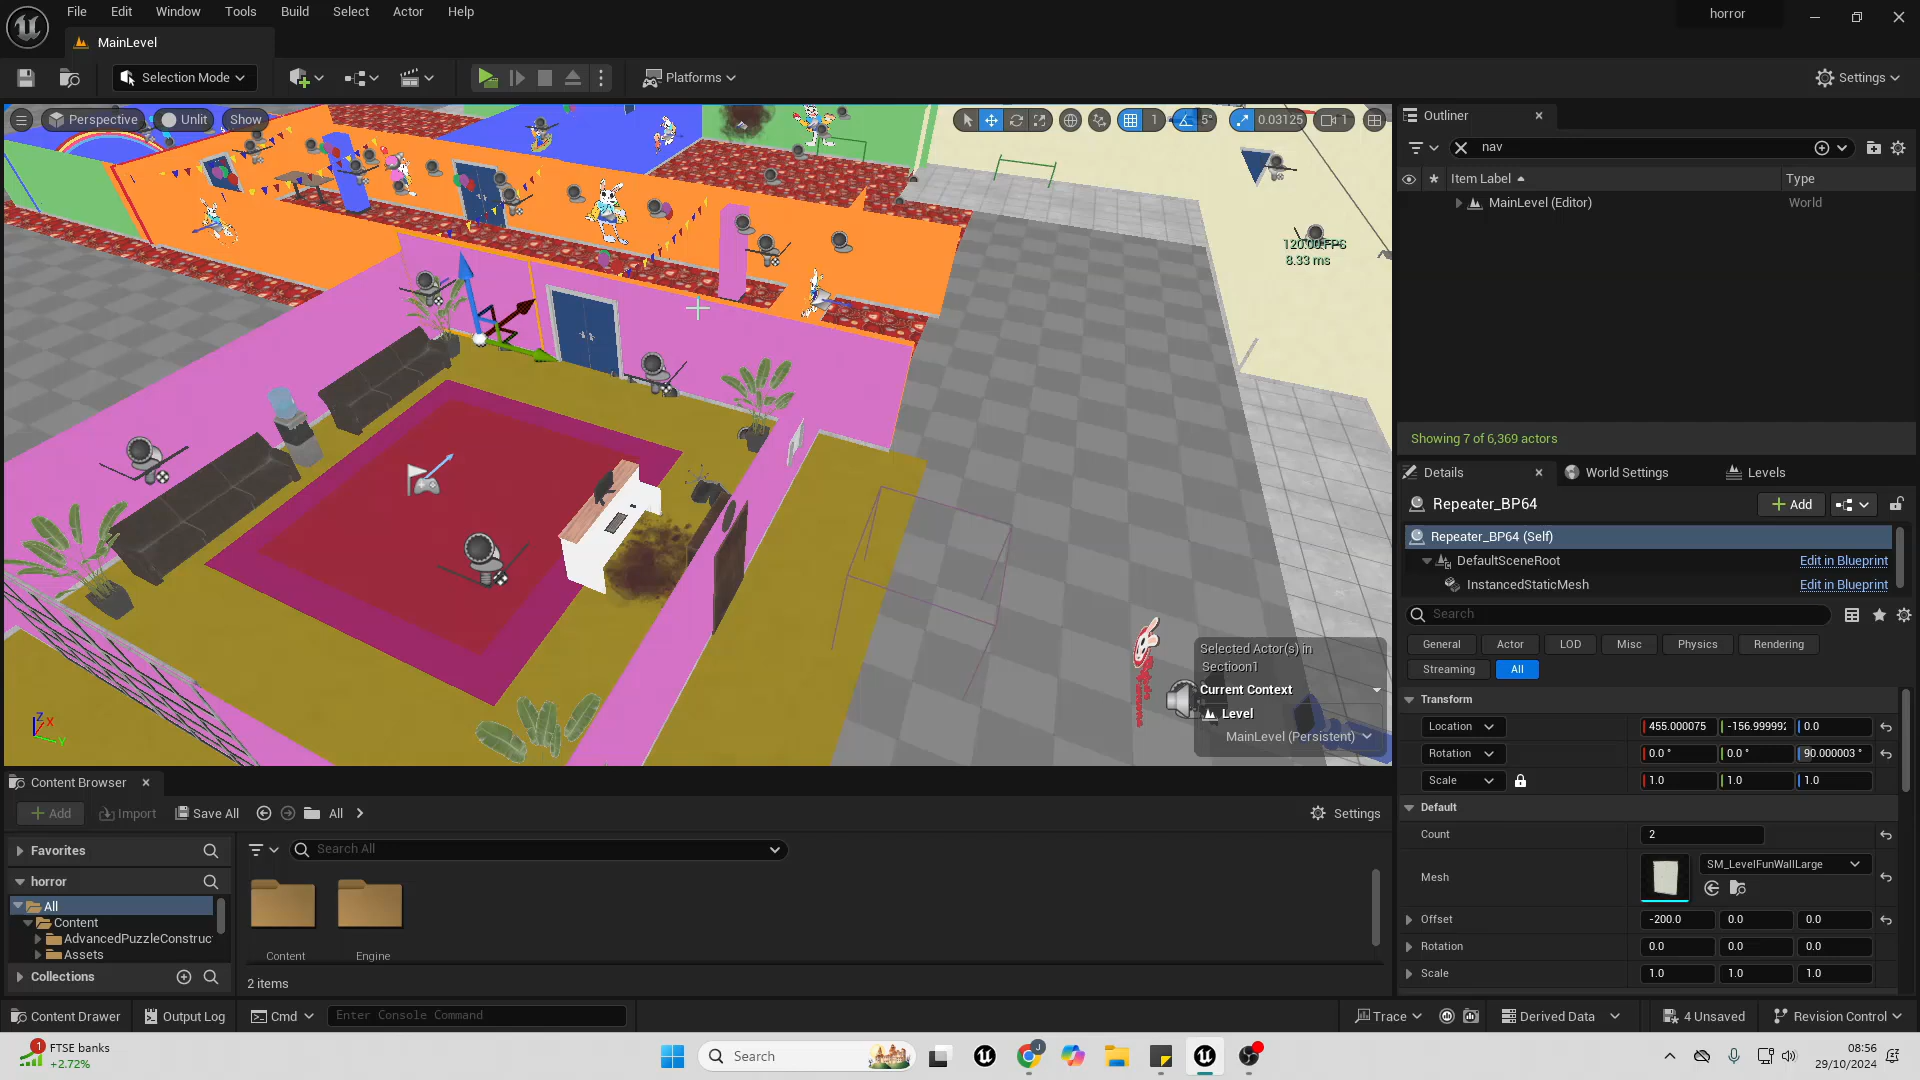 File Edit Window Tools Build Select Actor Help
horror
MainLevel
Selection Mode
Platforms
Settings
Perspective
Unlit
Show
1
5°
0.03125
1
120.00 FPS
8.33 ms
Selected Actor(s) in
Sectioon1
Current Context
Level
MainLevel (Persistent)
Z
X
Y
Outliner
nav
Item Label
Type
MainLevel (Editor)
World
Showing 7 of 6,369 actors
Details
World Settings
Levels
Repeater_BP64
Add
Repeater_BP64 (Self)
DefaultSceneRoot
Edit in Blueprint
InstancedStaticMesh
Edit in Blueprint
Search
General
Actor
LOD
Misc
Physics
Rendering
Streaming
All
Transform
Location
455.000075
-156.999992
0.0
Rotation
0.0 °
0.0 °
90.000003 °
Scale
1.0
1.0
1.0
Default
Count
2
Mesh
SM_LevelFunWallLarge
Offset
-200.0
0.0
0.0
Rotation
0.0
0.0
0.0
Scale
1.0
1.0
1.0
Content Browser
Add
Import
Save All
All
Settings
Favorites
Search All
horror
All
Content
AdvancedPuzzleConstruc
Assets
Collections
Content
Engine
2 items
Content Drawer
Output Log
Cmd
Enter Console Command
Trace
Derived Data
4 Unsaved
Revision Control
1
FTSE banks
+2.72%
Search
J
08:56
29/10/2024